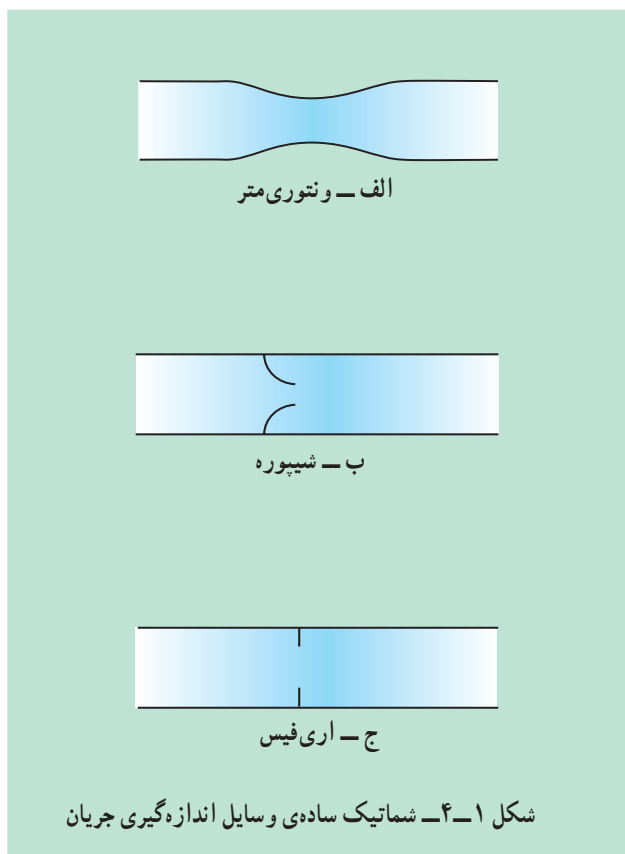 الف ــ ونتوری‌متر
ب ــ شیپوره
ج ــ اری‌فیس
شکل ۱ــ۴ــ شماتیک ساده‌ی وسایل اندازه‌گیری جریان